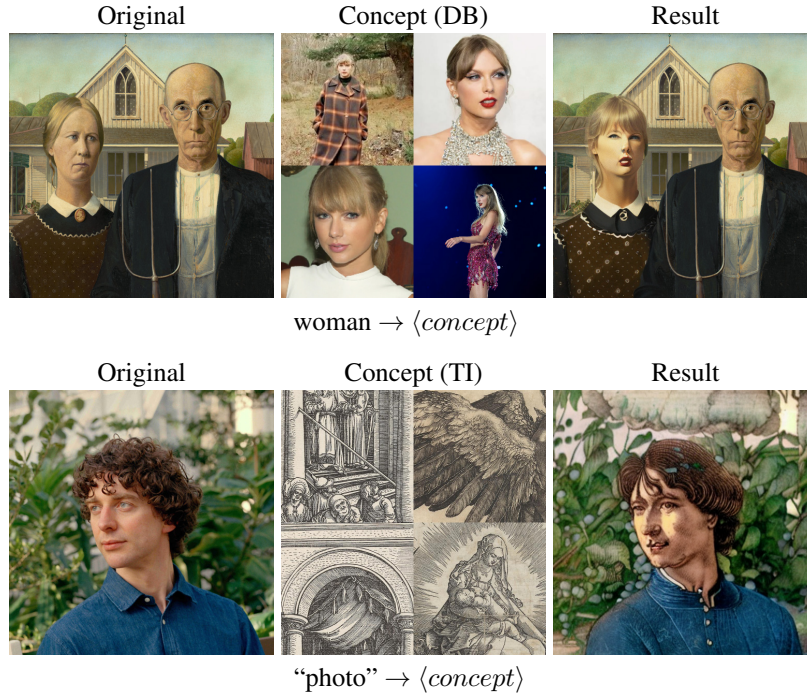 Original Concept (DB) Result
woman → ⟨concept⟩
Original Concept (TI) Result
“photo” → ⟨concept⟩